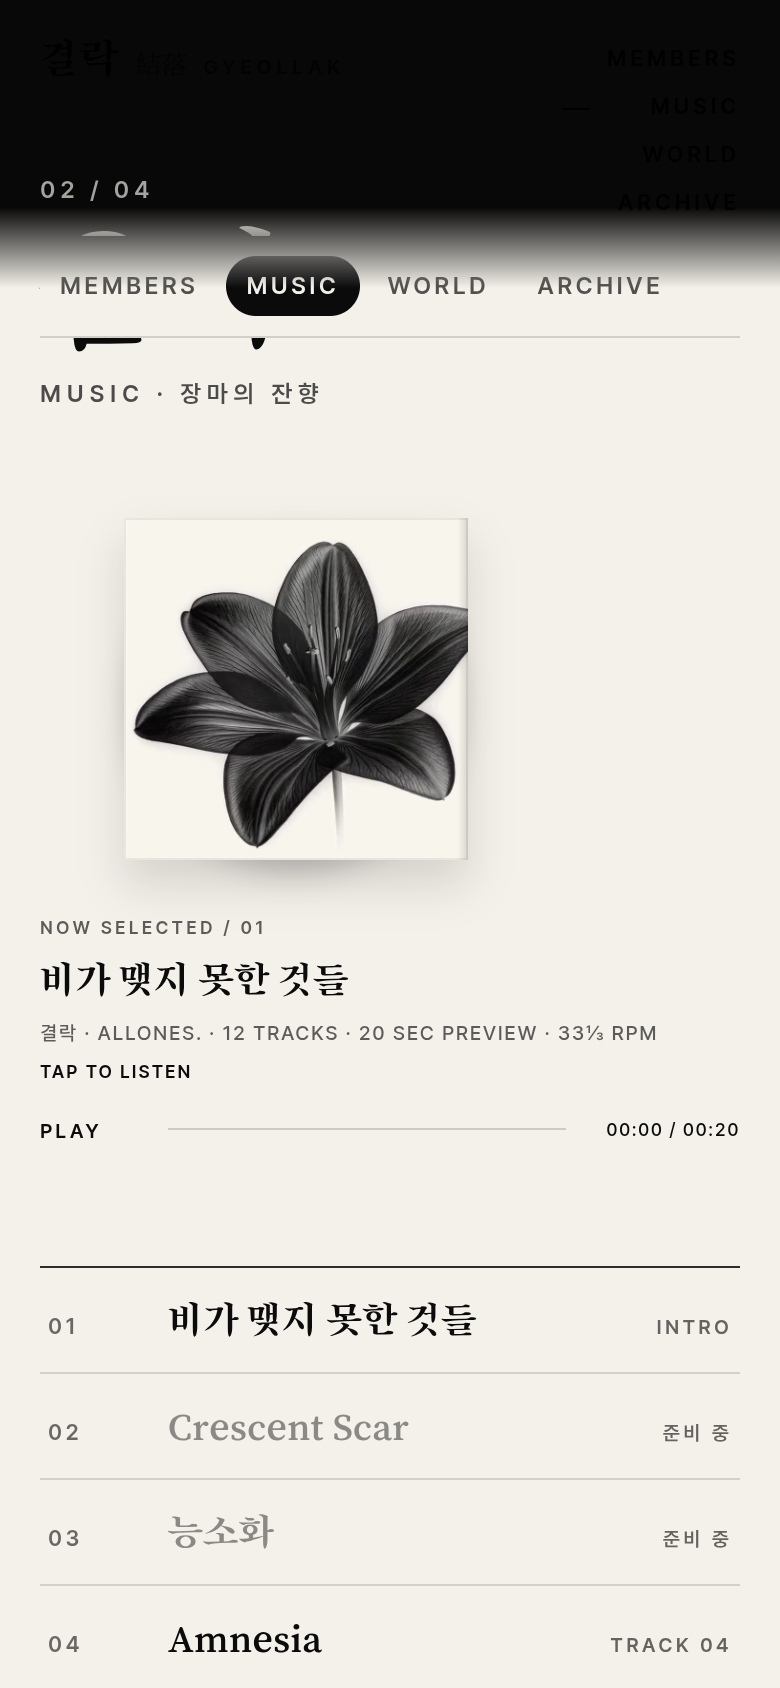 결락 結落 GYEOLLAK
MEMBERS
MUSIC
WORLD
ARCHIVE
02 / 04
MEMBERS MUSIC WORLD ARCHIVE
MUSIC · 장마의 잔향
NOW SELECTED / 01
비가 맺지 못한 것들
결락 · ALLONES. · 12 TRACKS · 20 SEC PREVIEW · 33⅓ RPM
TAP TO LISTEN
PLAY 00:00 / 00:20
01 비가 맺지 못한 것들 INTRO
02 Crescent Scar 준비 중
03 능소화 준비 중
04 Amnesia TRACK 04